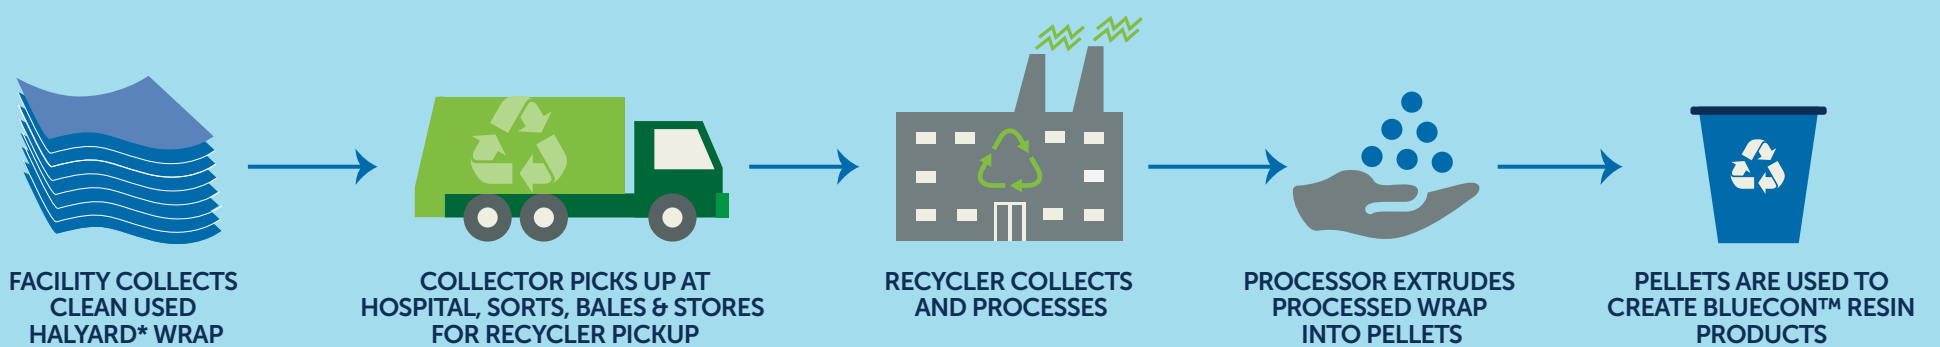 FACILITY COLLECTS
CLEAN USED
HALYARD* WRAP
COLLECTOR PICKS UP AT
HOSPITAL, SORTS, BALES & STORES
FOR RECYCLER PICKUP
RECYCLER COLLECTS
AND PROCESSES
PROCESSOR EXTRUDES
PROCESSED WRAP
INTO PELLETS
PELLETS ARE USED TO
CREATE BLUECON™ RESIN
PRODUCTS